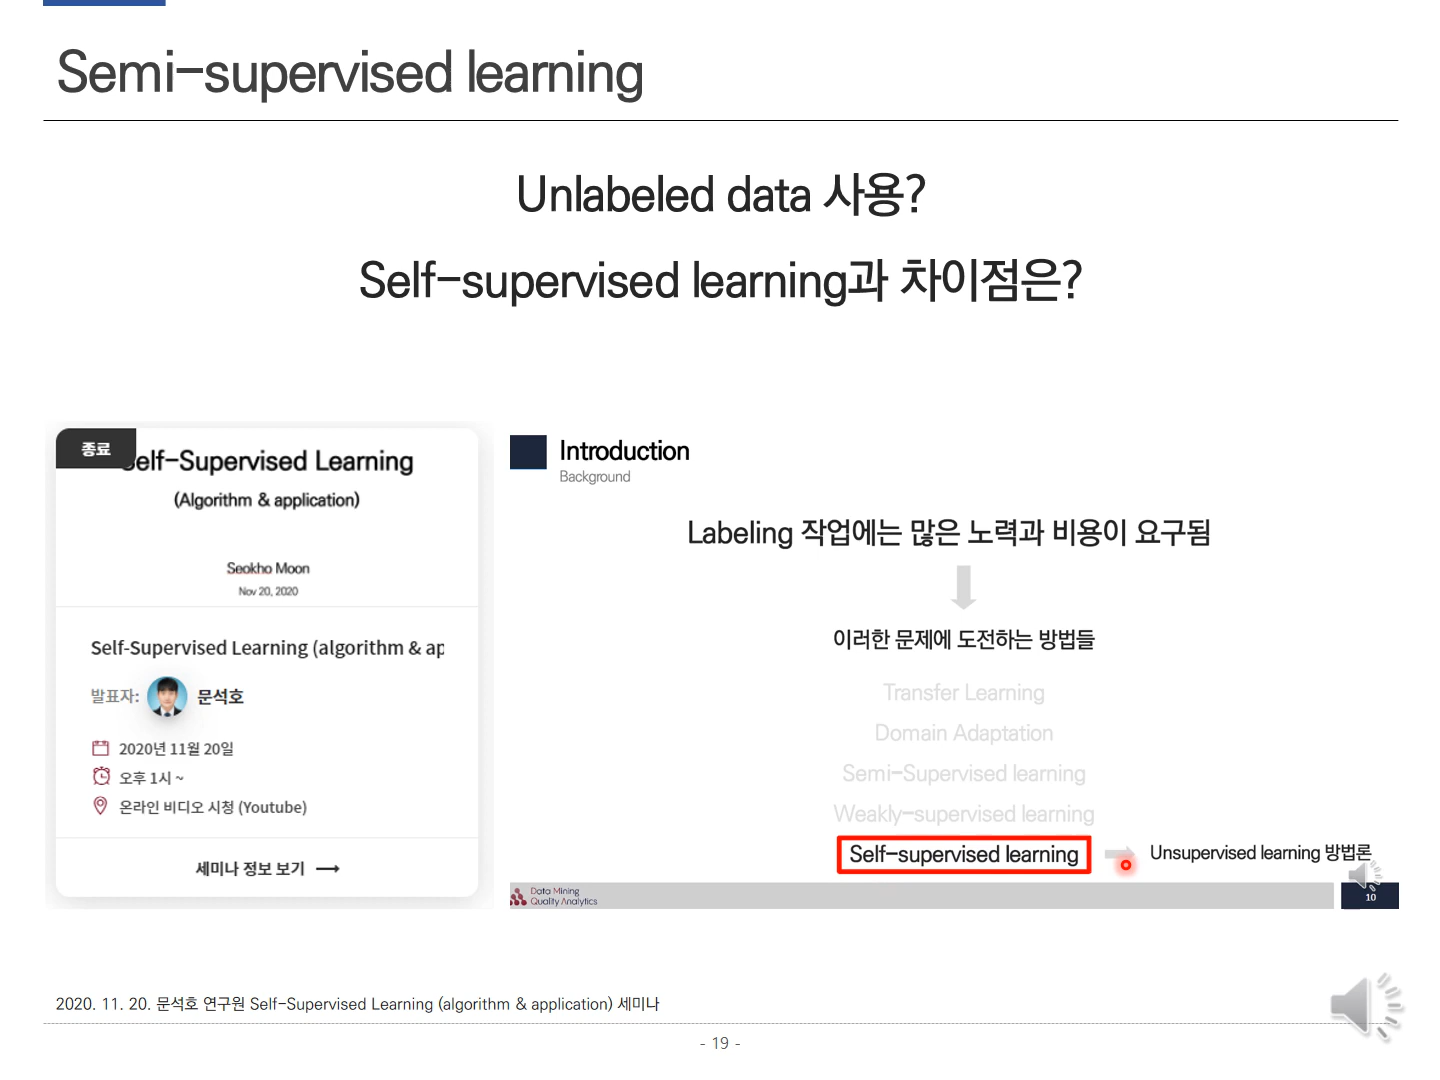 Semi-supervised learning
Unlabeled data 사용?
Self-supervised learning과 차이점은?
종료
Self-Supervised Learning
(Algorithm & application)
Seokho Moon
Nov 20, 2020
Self-Supervised Learning (algorithm & ap
발표자: 문석호
2020년 11월 20일
오후 1시 ~
온라인 비디오 시청 (Youtube)
세미나 정보 보기 →
Introduction
Background
Labeling 작업에는 많은 노력과 비용이 요구됨
이러한 문제에 도전하는 방법들
Transfer Learning
Domain Adaptation
Semi-Supervised learning
Weakly-supervised learning
Self-supervised learning
Unsupervised learning 방법론
Data Mining
Quality Analytics
10
2020. 11. 20. 문석호 연구원 Self-Supervised Learning (algorithm & application) 세미나
- 19 -